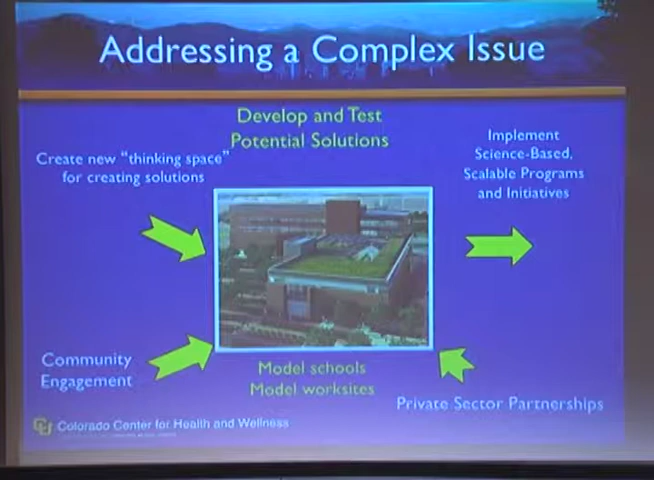 Addressing a Complex Issue
Develop and Test
Potential Solutions
Create new "thinking space"
for creating solutions
Implement
Science-Based,
Scalable Programs
and Initiatives
Community
Engagement
Model schools
Model worksites
Private Sector Partnerships
CU
Colorado Center for Health and Wellness